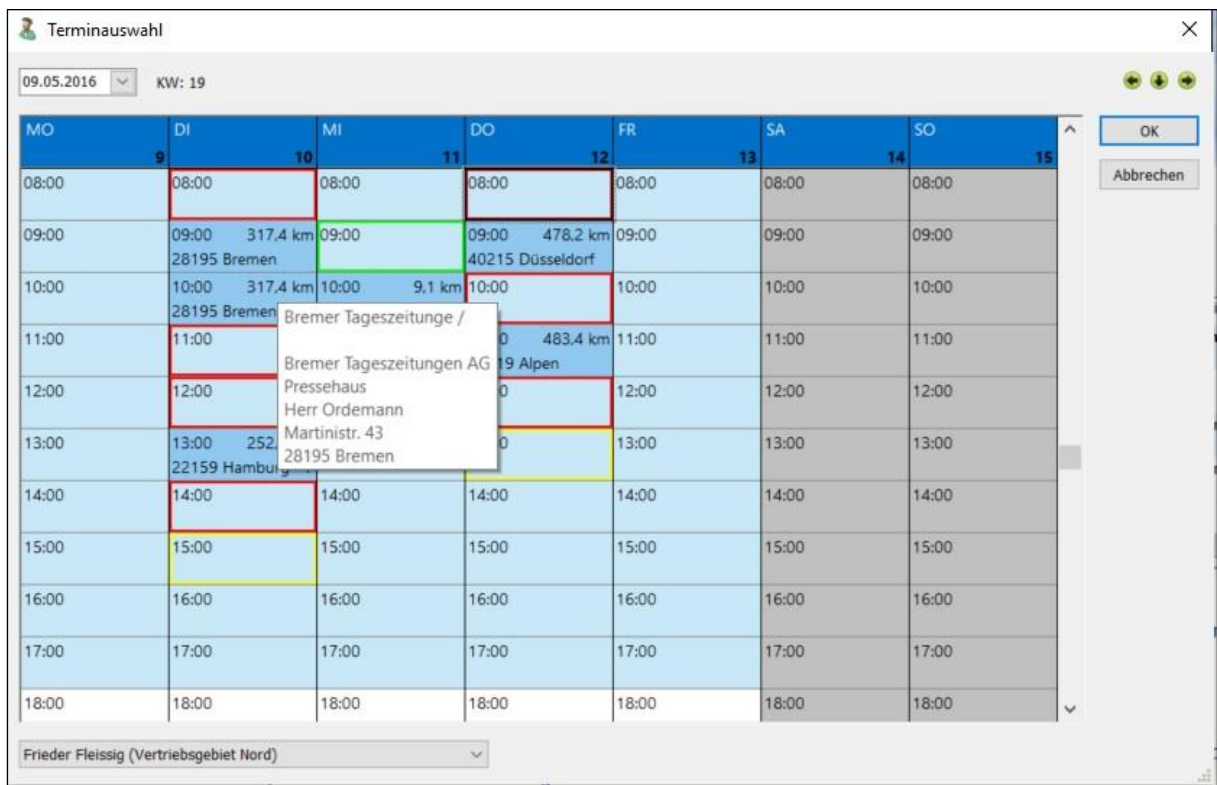 Terminauswahl
09.05.2016 KW: 19
MO DI MI DO FR SA SO
9 10 11 12 13 14 15
OK
Abbrechen
08:00 08:00 08:00 08:00 08:00 08:00 08:00
09:00 09:00 317,4 km 09:00 09:00 478,2 km 09:00 09:00 09:00
28195 Bremen 40215 Düsseldorf
10:00 10:00 317,4 km 10:00 9,1 km 10:00 10:00 10:00 10:00
28195 Bremen
Bremer Tageszeitunge /
Bremer Tageszeitungen AG
Pressehaus
Herr Ordemann
Martinistr. 43
28195 Bremen
11:00 11:00 0 483,4 km 11:00 11:00 11:00
19 Alpen
12:00 12:00 0 12:00 12:00 12:00
13:00 13:00 252, 0 13:00 13:00 13:00
22159 Hamburg
14:00 14:00 14:00 14:00 14:00 14:00 14:00
15:00 15:00 15:00 15:00 15:00 15:00 15:00
16:00 16:00 16:00 16:00 16:00 16:00 16:00
17:00 17:00 17:00 17:00 17:00 17:00 17:00
18:00 18:00 18:00 18:00 18:00 18:00 18:00
Frieder Fleissig (Vertriebsgebiet Nord)